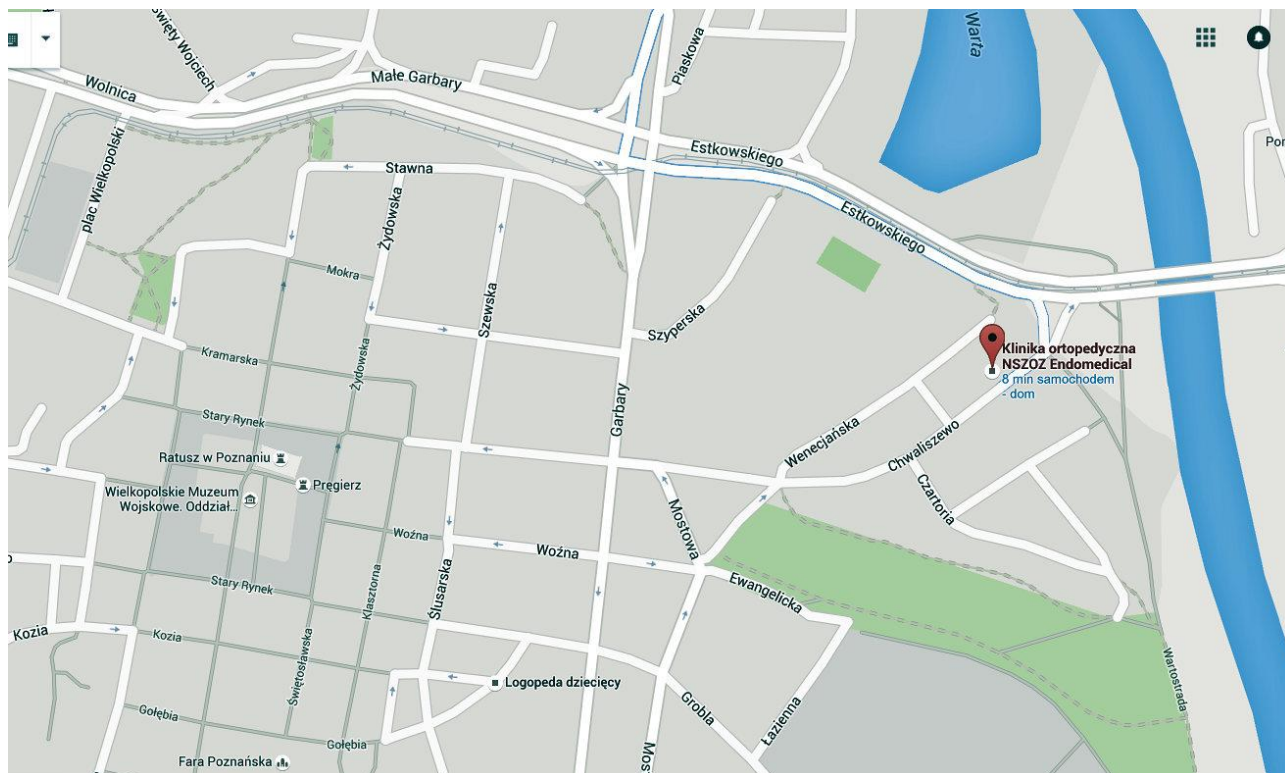 Święty Wojciech
Wolnica
Małe Garbary
Piaskowa
Warta
plac Wielkopolski
Estkowskiego
Stawna
Żydowska
Estkowskiego
Mokra
Szewska
Szyperska
Kramarska
Żydowska
Klinika ortopedyczna
NSZOZ Endomedical
8 min samochodem
- dom
Garbary
Stary Rynek
Wenecjańska
Chwaliszewo
Ratusz w Poznaniu
Pręgierz
Wielkopolskie Muzeum
Wojskowe. Oddział...
Czartoria
Mostowa
Woźna
Woźna
Stary Rynek
Klasztorna
Ślusarska
Ewangelicka
Kozia
Kozia
Świętosławska
Wartostrada
Logopeda dziecięcy
Grobla
Łazienna
Gołębia
Gołębia
Fara Poznańska